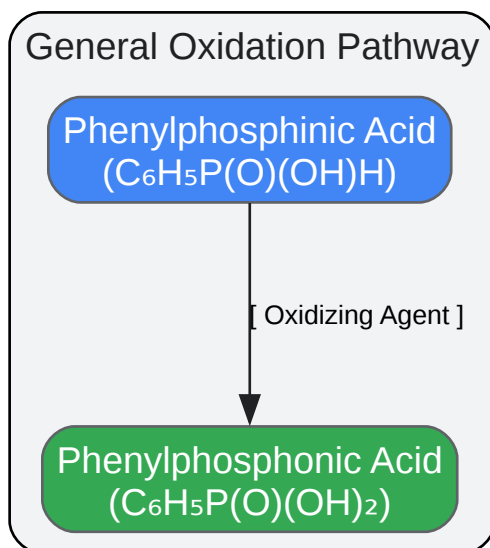 General Oxidation Pathway
Phenylphosphinic Acid
(C₆H₅P(O)(OH)H)
[ Oxidizing Agent ]
Phenylphosphonic Acid
(C₆H₅P(O)(OH)₂)